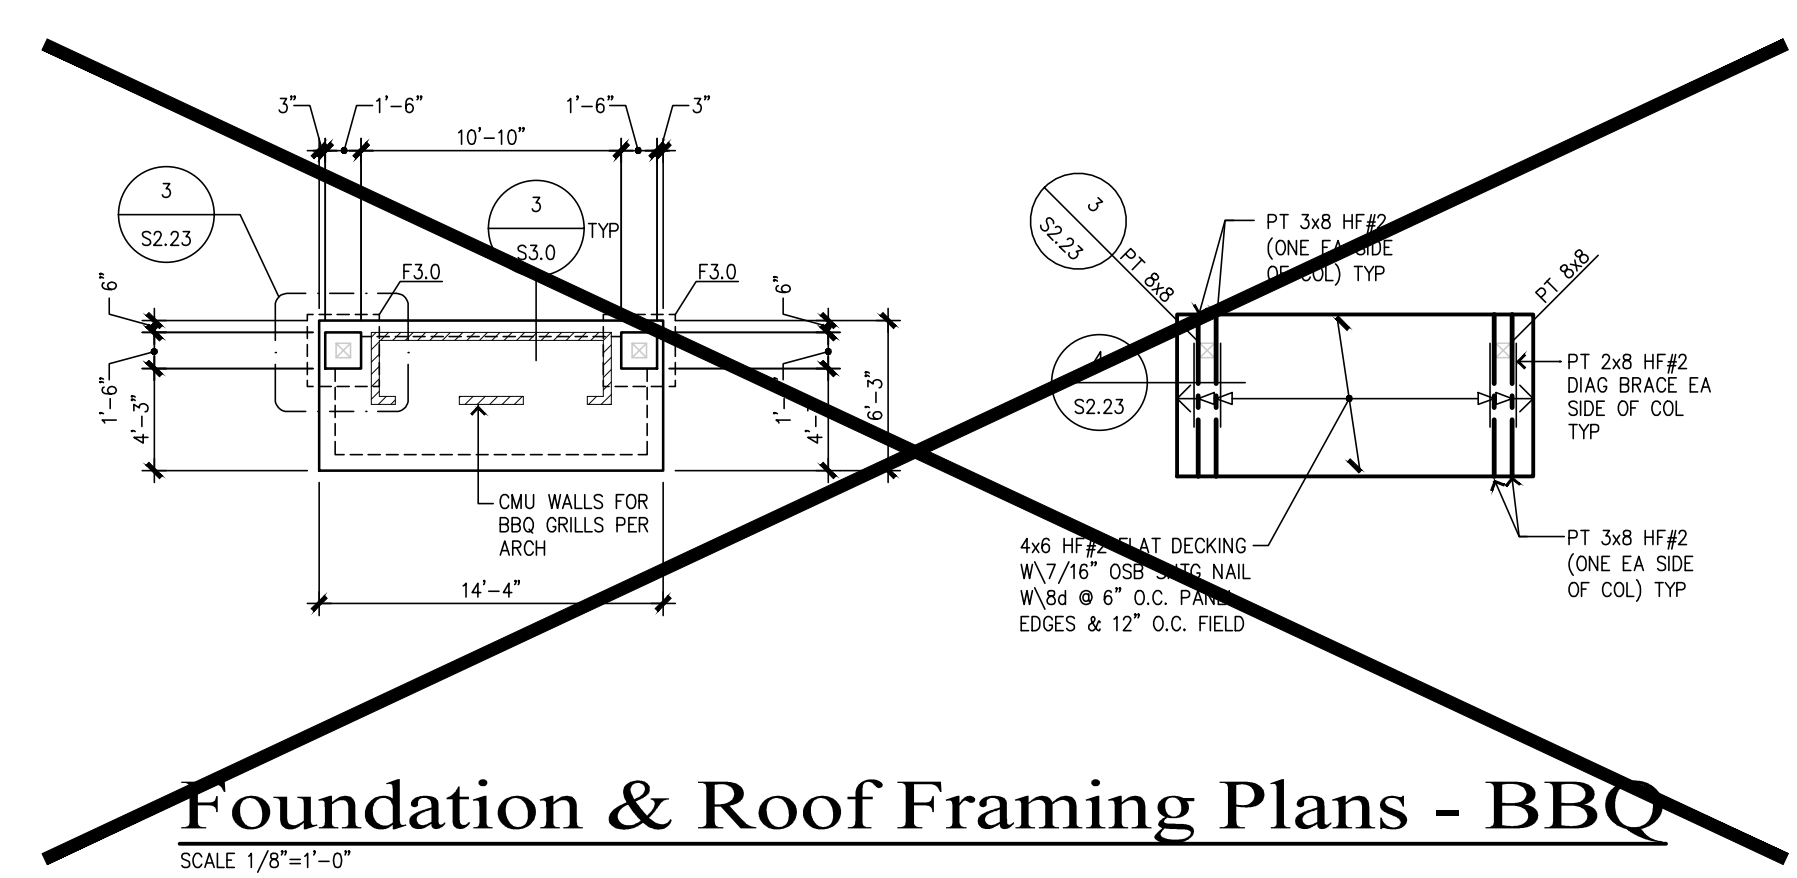 3" 1'-6" 1'-6" 3"
10'-10"
3
S2.23
3
S3.0
TYP
F3.0
F3.0
6"
6"
1'-6"
4'-3"
6'-3"
CMU WALLS FOR
BBQ GRILLS PER
ARCH
14'-4"
3
S2.23
PT 8x8
PT 3x8 HF#2
(ONE EA SIDE
OF COL) TYP
PT 8x8
4
S2.23
PT 2x8 HF#2
DIAG BRACE EA
SIDE OF COL
TYP
4x6 HF#2 FLAT DECKING
W\7/16" OSB SHTG NAIL
W\8d @ 6" O.C. PANEL
EDGES & 12" O.C. FIELD
PT 3x8 HF#2
(ONE EA SIDE
OF COL) TYP
Foundation & Roof Framing Plans - BBQ
SCALE 1/8"=1'-0"